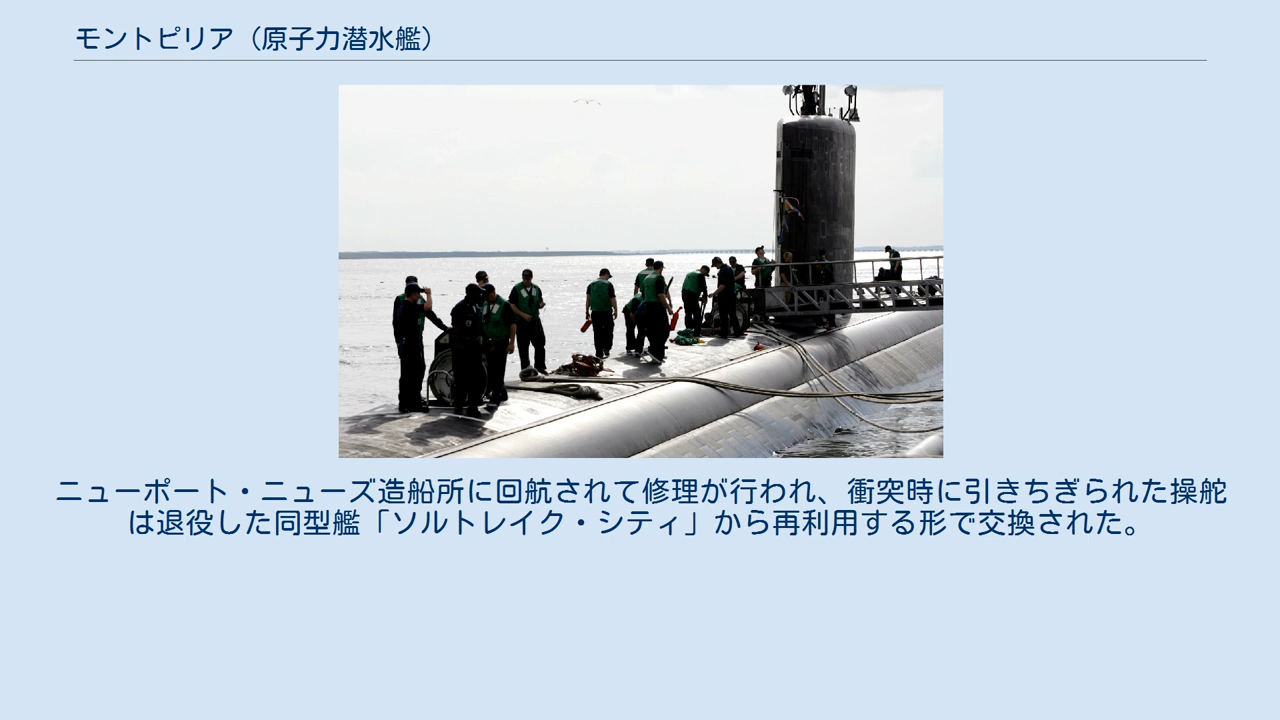 モントピリア（原子力潜水艦）
ニューポート・ニューズ造船所に回航されて修理が行われ、衝突時に引きちぎられた操舵
は退役した同型艦「ソルトレイク・シティ」から再利用する形で交換された。